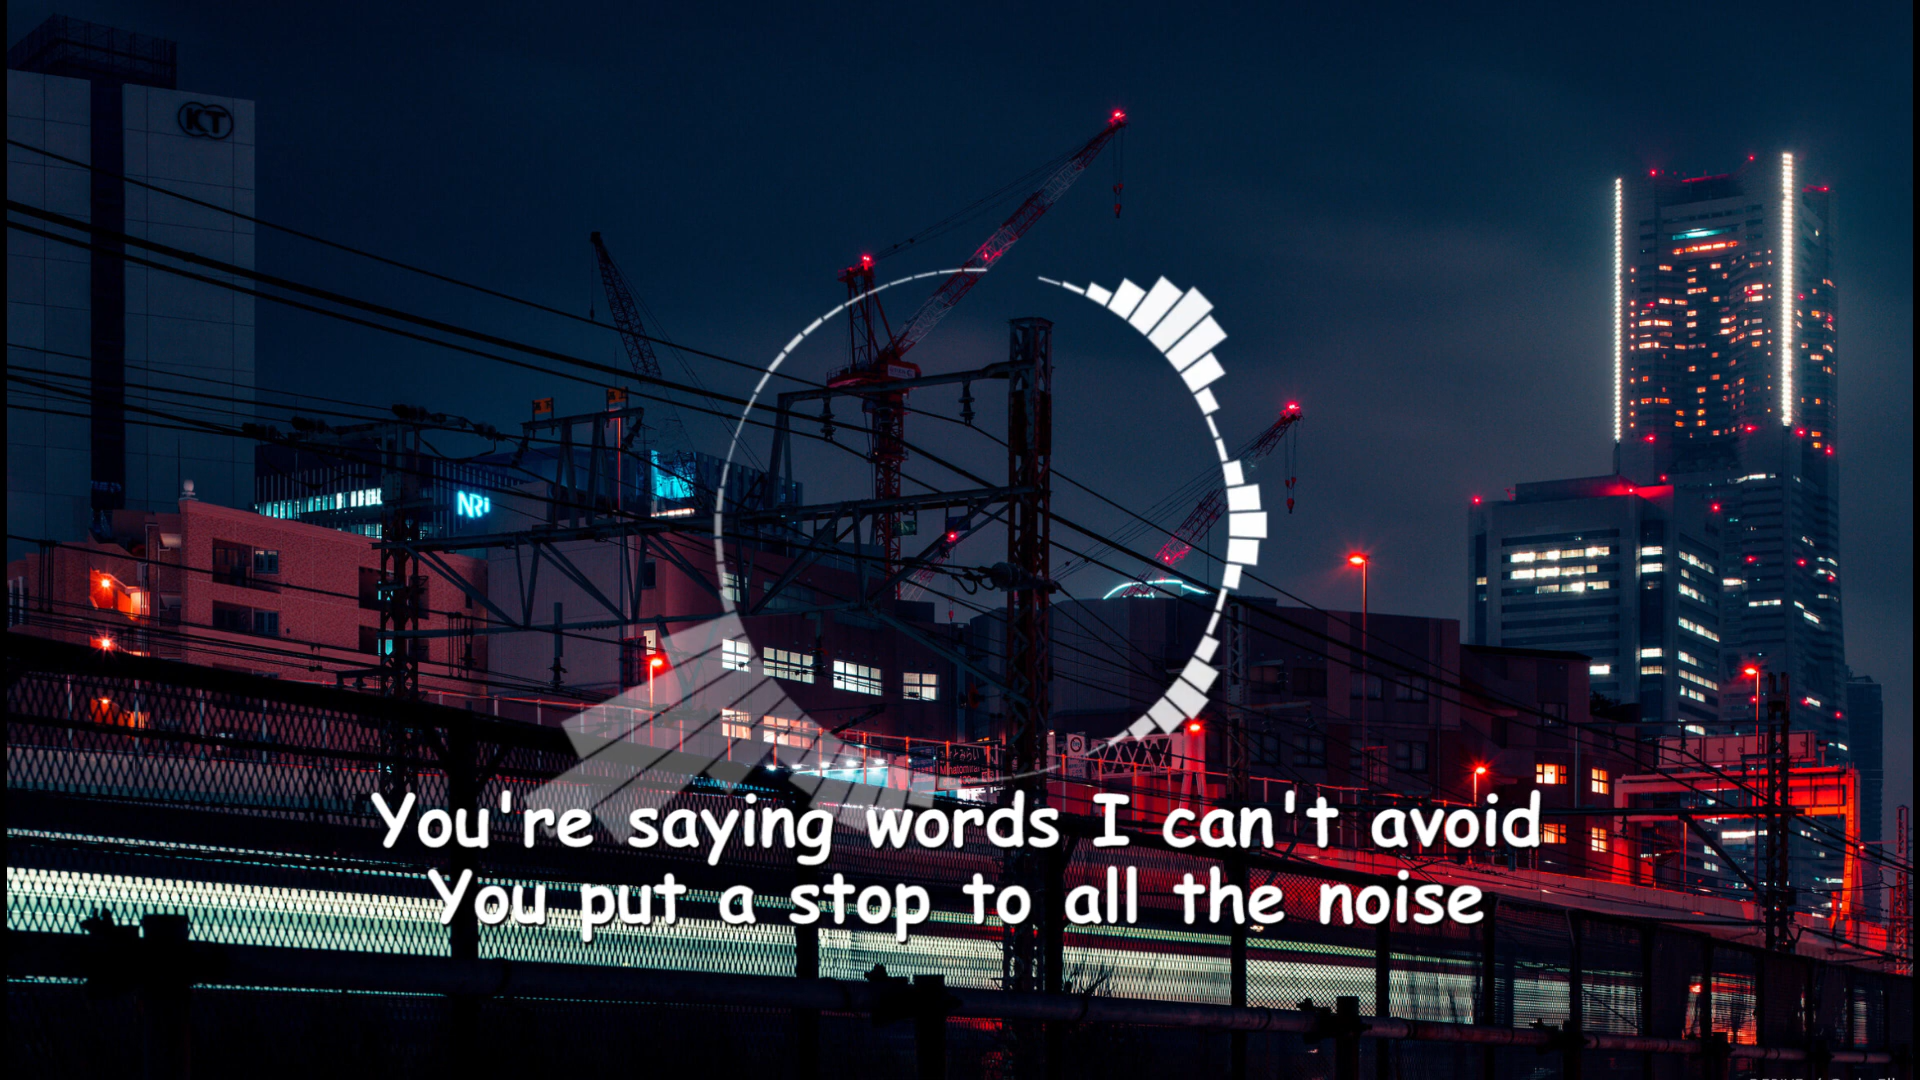 KT
NRI
You're saying words I can't avoid
You put a stop to all the noise